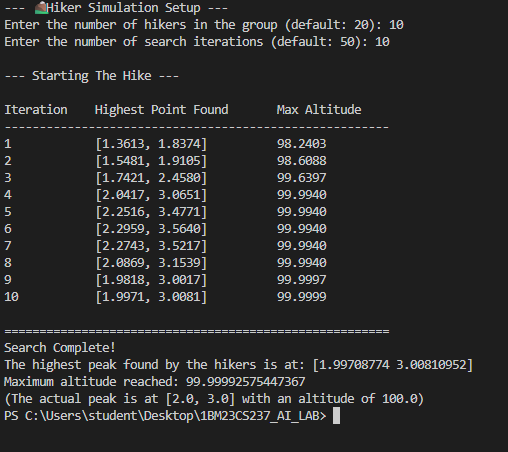 --- 🏔Hiker Simulation Setup ---
Enter the number of hikers in the group (default: 20): 10
Enter the number of search iterations (default: 50): 10
--- Starting The Hike ---
Iteration    Highest Point Found    Max Altitude
-------------------------------------------------------
1    [1.3613, 1.8374]    98.2403
2    [1.5481, 1.9105]    98.6088
3    [1.7421, 2.4580]    99.6397
4    [2.0417, 3.0651]    99.9940
5    [2.2516, 3.4771]    99.9940
6    [2.2959, 3.5640]    99.9940
7    [2.2743, 3.5217]    99.9940
8    [2.0869, 3.1539]    99.9940
9    [1.9818, 3.0017]    99.9997
10    [1.9971, 3.0081]    99.9999
=======================================================
Search Complete!
The highest peak found by the hikers is at: [1.99708774 3.00810952]
Maximum altitude reached: 99.99992575447367
(The actual peak is at [2.0, 3.0] with an altitude of 100.0)
PS C:\Users\student\Desktop\1BM23CS237_AI_LAB>